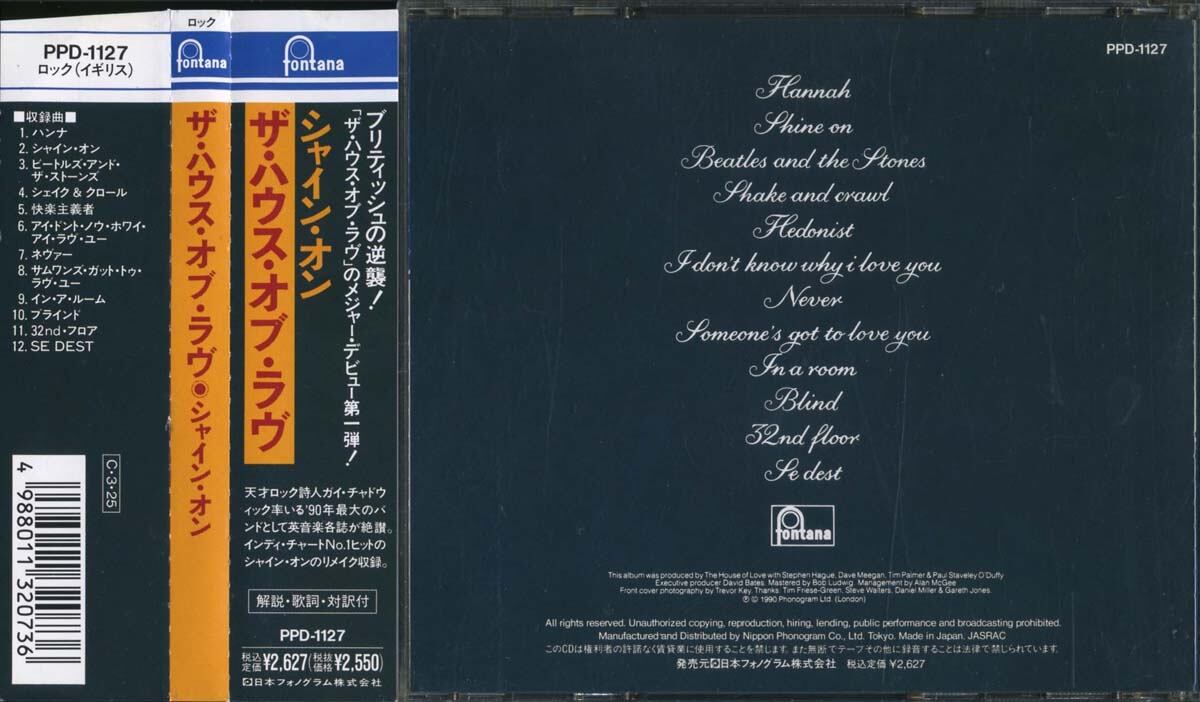 PPD-1127
ロック(イギリス)
■収録曲■
1. ハンナ
2. シャイン・オン
3. ビートルズ・アンド・
ザ・ストーンズ
4. シェイク & クロール
5. 快楽主義者
6. アイ・ドント・ノウ・ホワイ・
アイ・ラヴ・ユー
7. ネヴァー
8. サムワンズ・ガット・トゥ・
ラヴ・ユー
9. イン・ア・ルーム
10. ブラインド
11. 32nd・フロア
12. SE DEST
C・3・25
4 988011 320736
ロック
fontana
ザ・ハウス・オブ・ラヴ◉シャイン・オン
fontana
ブリティッシュの逆襲!
「ザ・ハウス・オブ・ラヴ」のメジャー・デビュー第一弾!
シャイン・オン
ザ・ハウス・オブ・ラヴ
天才ロック詩人ガイ・チャドウ
ィック率いる'90年最大のバ
ンドとして英音楽各誌が絶讃。
インディ・チャートNo.1ヒットの
シャイン・オンのリメイク収録。
解説・歌詞・対訳付
PPD-1127
税込定価¥2,627(税抜価格¥2,550)
発売元日本フォノグラム株式会社
PPD-1127
Hannah
Shine on
Beatles and the Stones
Shake and crawl
Hedonist
I don't know why i love you
Never
Someone's got to love you
In a room
Blind
32nd floor
Se dest
fontana
This album was produced by The House of Love with Stephen Hague, Dave Meegan, Tim Palmer & Paul Staveley O'Duffy
Executive producer David Bates. Mastered by Bob Ludwig. Management by Alan McGee
Front cover photography by Trevor Key. Thanks: Tim Friese-Green, Steve Walters, Daniel Miller & Gareth Jones.
℗ © 1990 Phonogram Ltd. (London)
All rights reserved. Unauthorized copying, reproduction, hiring, lending, public performance and broadcasting prohibited.
Manufactured and Distributed by Nippon Phonogram Co., Ltd. Tokyo. Made in Japan. JASRAC
このCDは権利者の許諾なく賃貸業に使用することを禁じます。また無断でテープその他に録音することは法律で禁じられています。
発売元日本フォノグラム株式会社 税込定価 ¥2,627